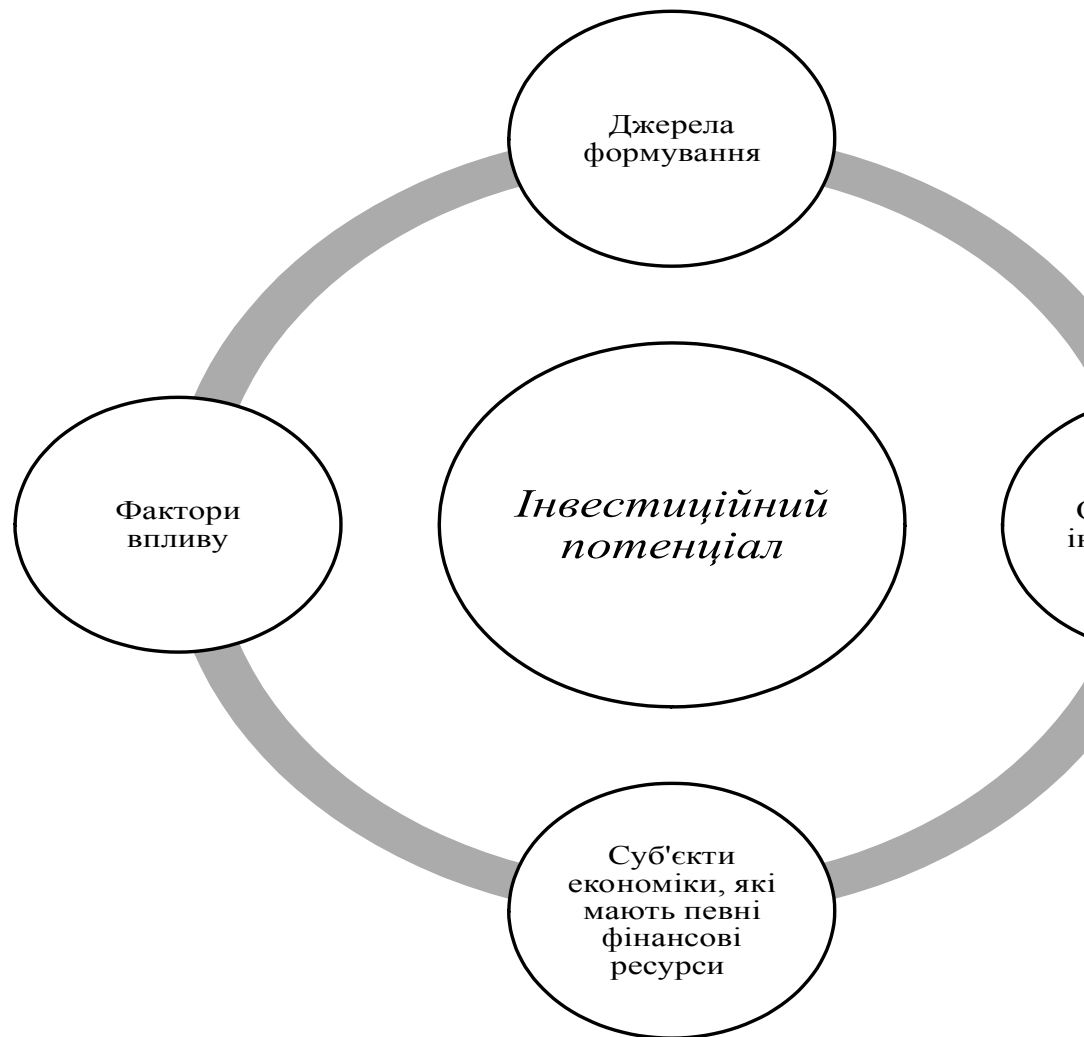 Джерела
формування
Фактори
впливу
Інвестиційний
потенціал
Суб'єкти
економіки, які
мають певні
фінансові
ресурси